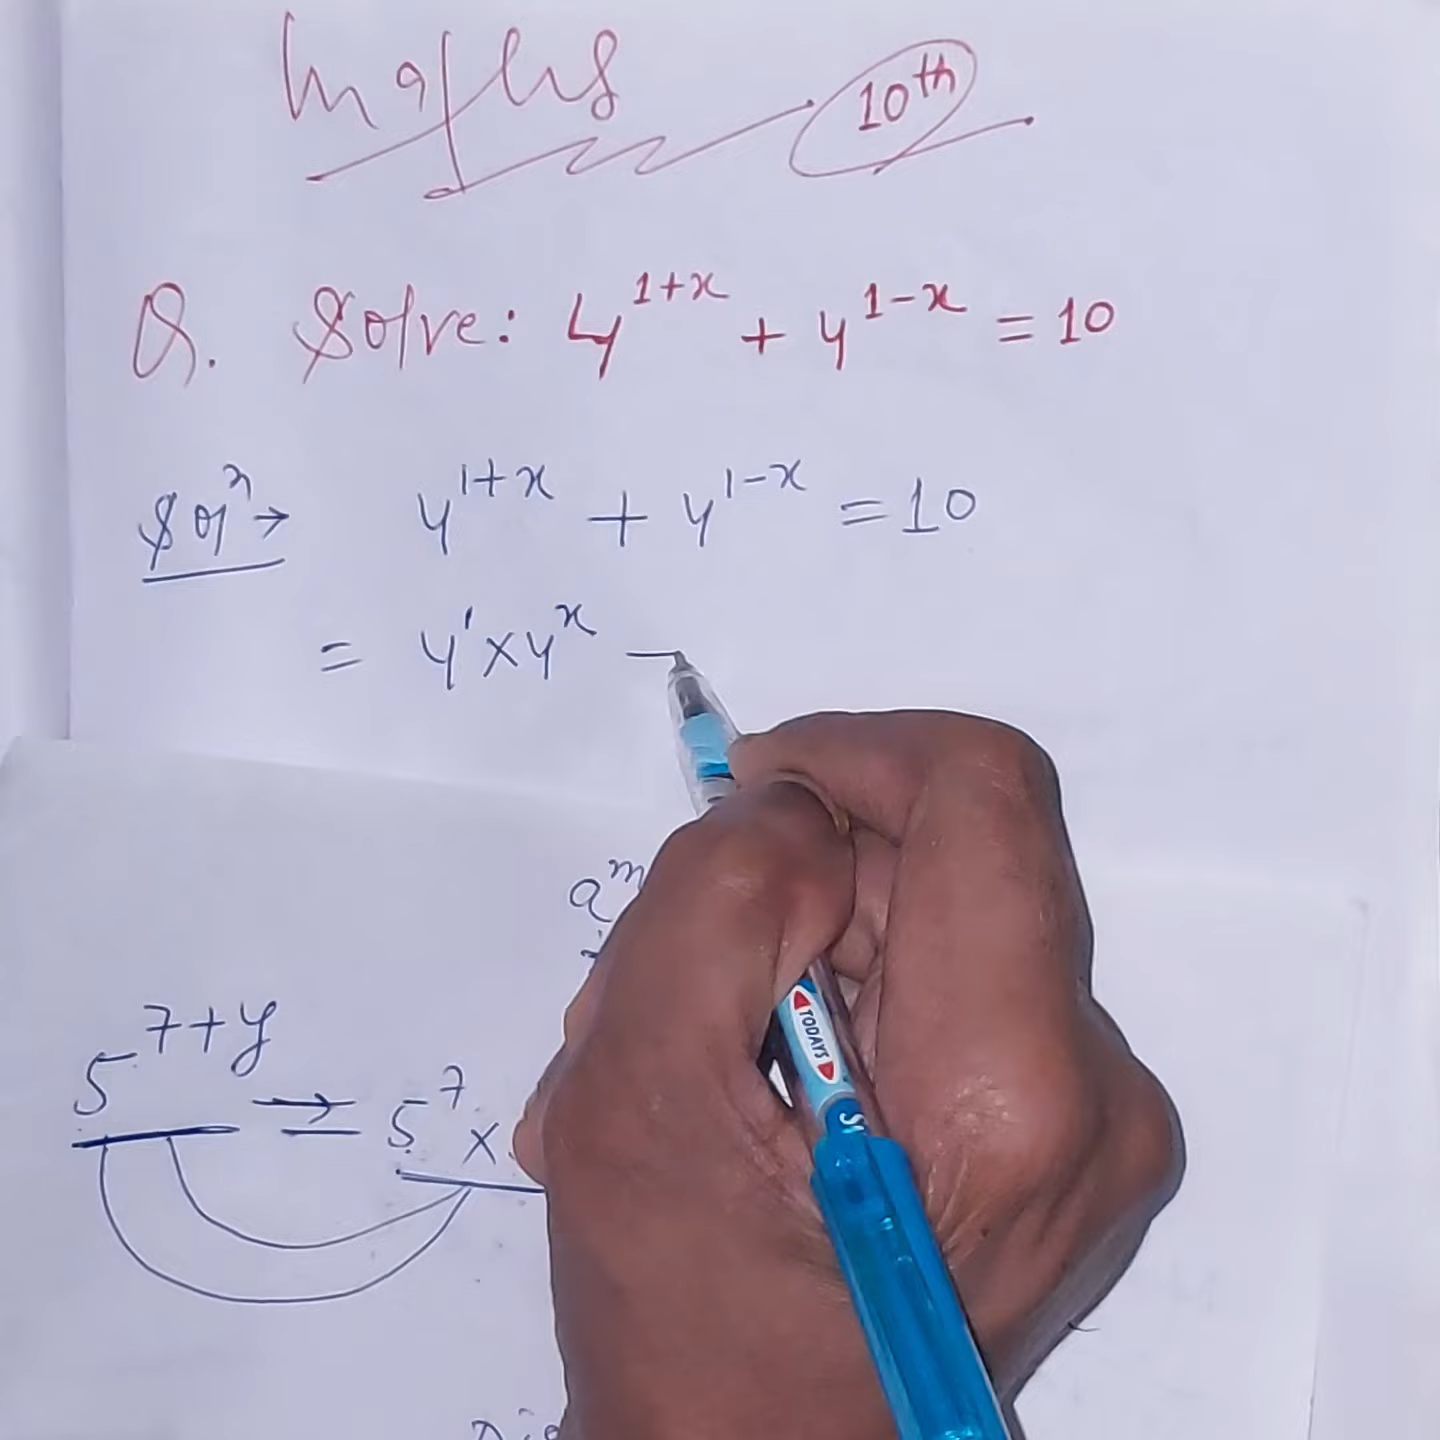 Maths 10th
Q. Solve: 4^{1+x} + 4^{1-x} = 10
Sol^n → 4^{1+x} + 4^{1-x} = 10
= 4^1 × 4^x —
a^m
5^{7+y} ⇒ 5^7 ×
TODAYS